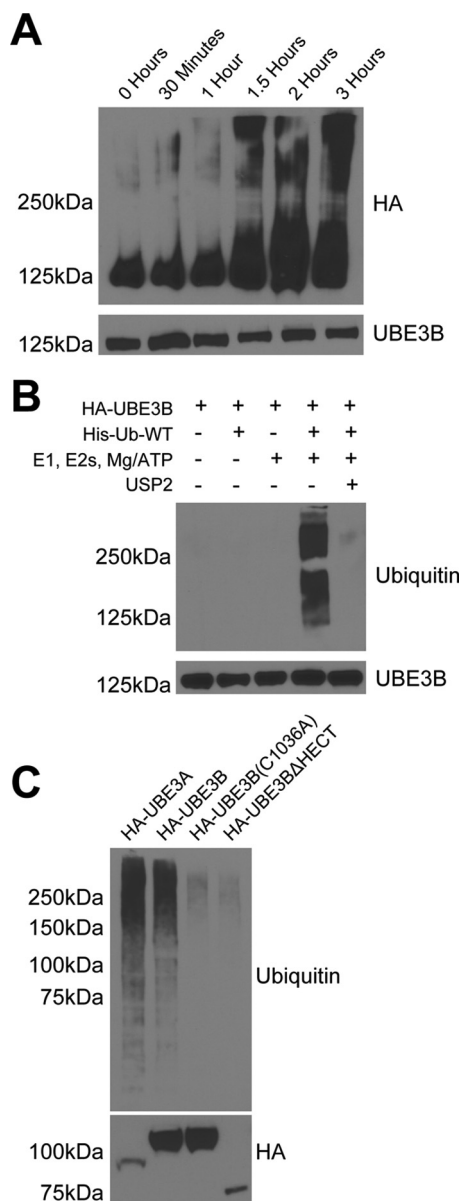 A
0 Hours
30 Minutes
1 Hour
1.5 Hours
2 Hours
3 Hours
250kDa
HA
125kDa
125kDa
UBE3B
B
HA-UBE3B + + + + +
His-Ub-WT - + - + +
E1, E2s, Mg/ATP - - + + +
USP2 - - - - +
250kDa
Ubiquitin
125kDa
125kDa
UBE3B
C
HA-UBE3A
HA-UBE3B
HA-UBE3B(C1036A)
HA-UBE3BΔHECT
250kDa
150kDa
100kDa
75kDa
Ubiquitin
100kDa
HA
75kDa